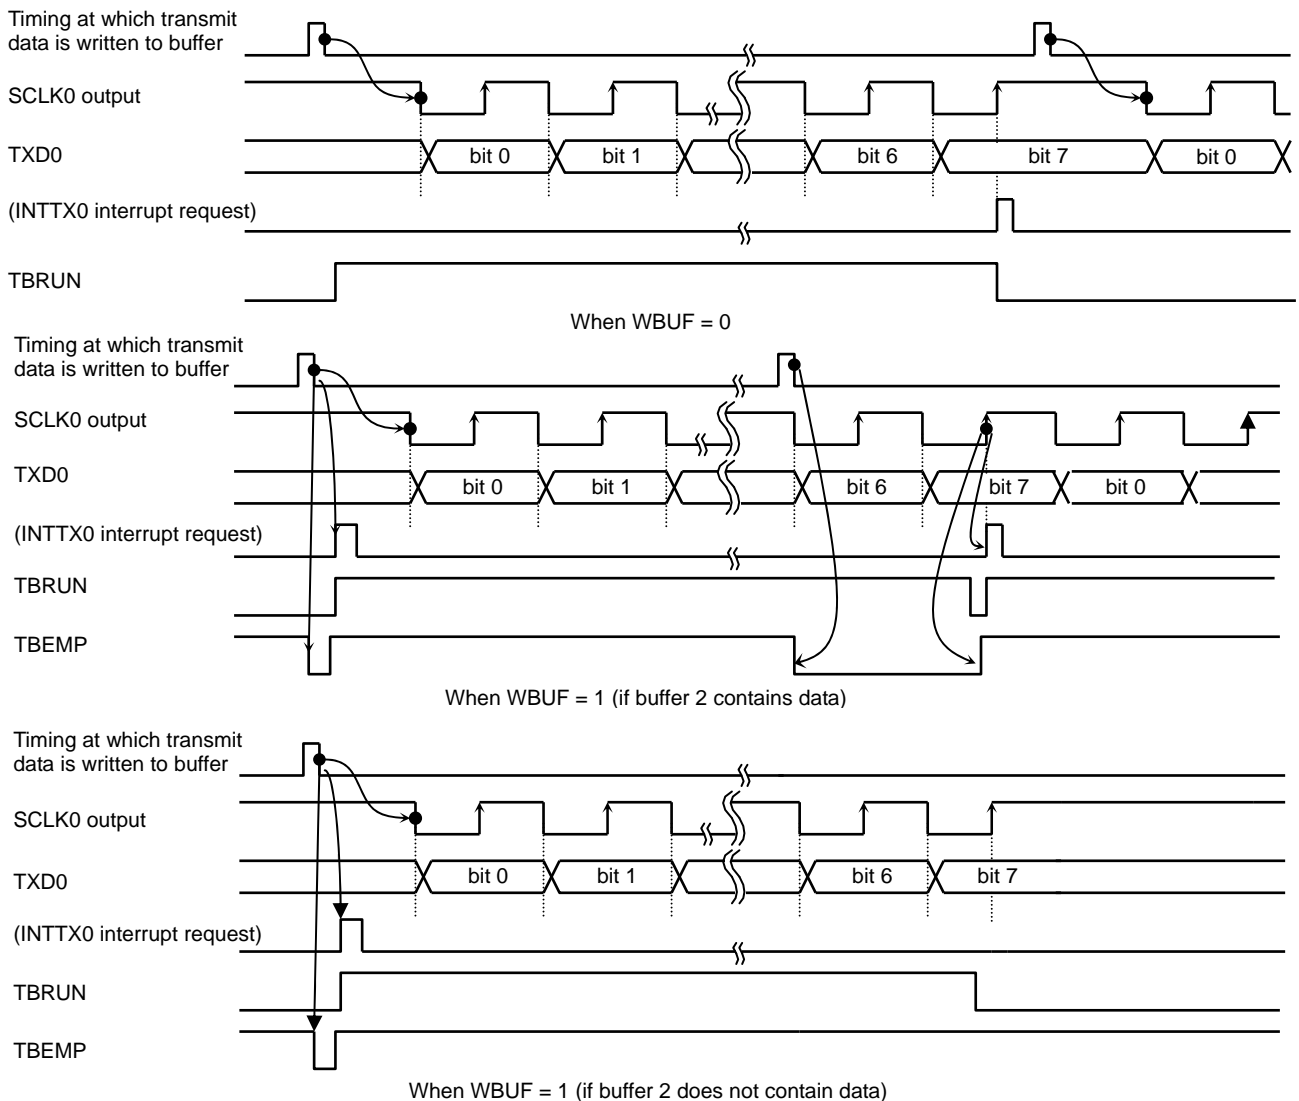 Timing at which transmit
data is written to buffer
SCLK0 output
TXD0
bit 0
bit 1
bit 6
bit 7
bit 0
(INTTX0 interrupt request)
TBRUN
When WBUF = 0
Timing at which transmit
data is written to buffer
SCLK0 output
TXD0
bit 0
bit 1
bit 6
bit 7
bit 0
(INTTX0 interrupt request)
TBRUN
TBEMP
When WBUF = 1 (if buffer 2 contains data)
Timing at which transmit
data is written to buffer
SCLK0 output
TXD0
bit 0
bit 1
bit 6
bit 7
(INTTX0 interrupt request)
TBRUN
TBEMP
When WBUF = 1 (if buffer 2 does not contain data)